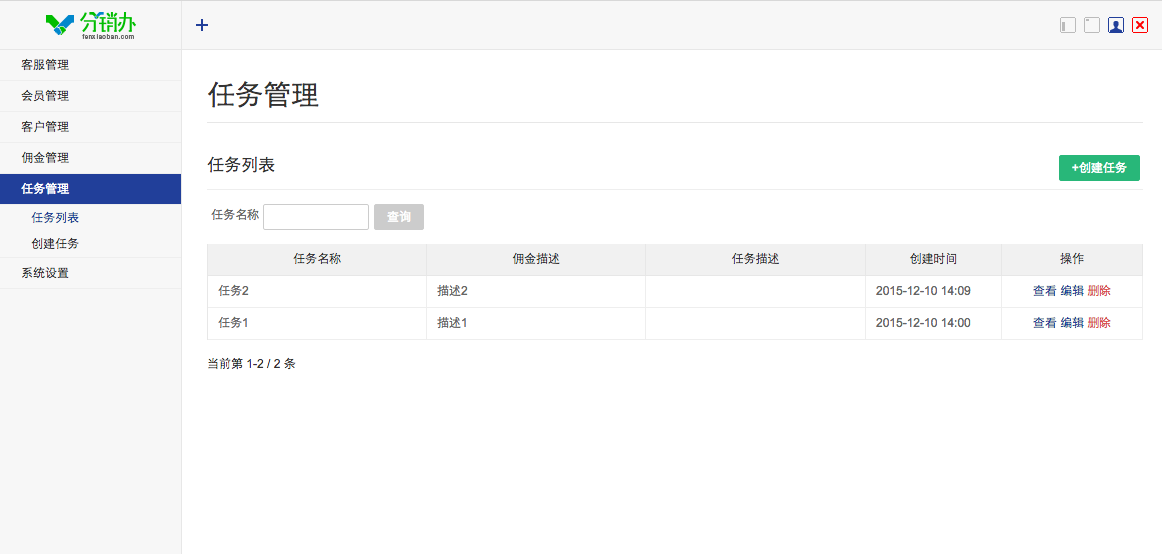 分销办
fenxiaoban.com
客服管理
会员管理
客户管理
佣金管理
任务管理
任务列表
创建任务
系统设置
任务管理
任务列表
+创建任务
任务名称 查询
任务名称 佣金描述 任务描述 创建时间 操作
任务2 描述2 2015-12-10 14:09 查看 编辑 删除
任务1 描述1 2015-12-10 14:00 查看 编辑 删除
当前第 1-2 / 2 条